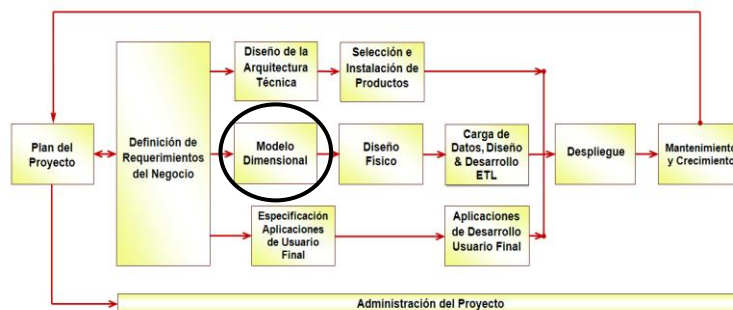 Diseño de la
Arquitectura
Técnica
Selección e
Instalación de
Productos
Plan del
Proyecto
Definición de
Requerimientos
del Negocio
Modelo
Dimensional
Diseño
Físico
Carga de
Datos, Diseño
& Desarrollo
ETL
Despliegue
Mantenimiento
y Crecimiento
Especificación
Aplicaciones
de Usuario
Final
Aplicaciones
de Desarrollo
Usuario Final
Administración del Proyecto